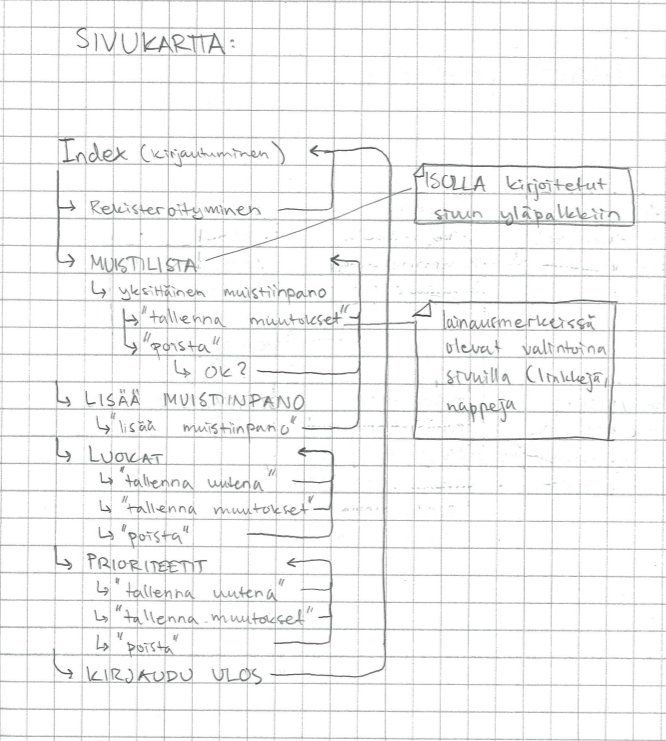 SIVUKARTTA:
Index (kirjautuminen)
Rekisteröityminen
ISOLLA kirjoitetut
sivun yläpalkkiin
MUISTILISTA
yksittäinen muistiinpano
"tallenna muutokset"
"poista"
OK?
lainausmerkeissä
olevat valintoina
sivuilla (linkkejä,
nappeja
LISÄÄ MUISTIINPANO
"lisää muistiinpano"
LUOKAT
"tallenna uutena"
"tallenna muutokset"
"poista"
PRIORITEETIT
"tallenna uutena"
"tallenna muutokset"
"poista"
KIRJAUDU ULOS